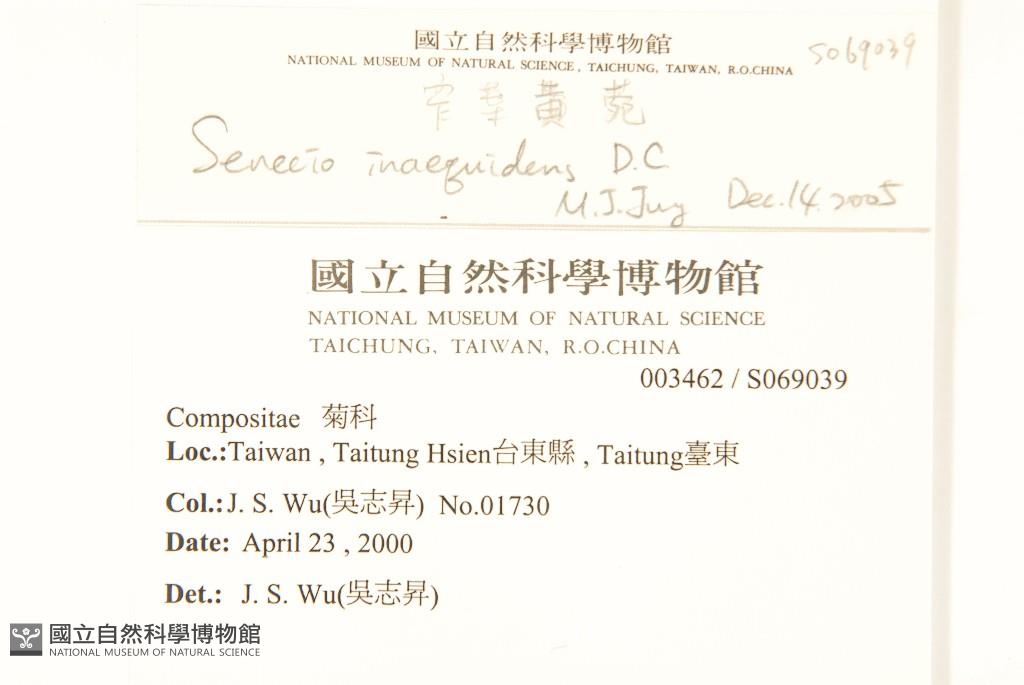 國立自然科學博物館
NATIONAL MUSEUM OF NATURAL SCIENCE, TAICHUNG, TAIWAN, R.O.CHINA
S069039
窄葉黃菀
Senecio inaequidens D.C
M.J.Jung Dec.14.2005
國立自然科學博物館
NATIONAL MUSEUM OF NATURAL SCIENCE
TAICHUNG, TAIWAN, R.O.CHINA
003462 / S069039
Compositae 菊科
Loc.:Taiwan , Taitung Hsien台東縣 , Taitung臺東
Col.:J. S. Wu(吳志昇) No.01730
Date: April 23 , 2000
Det.: J. S. Wu(吳志昇)
國立自然科學博物館
NATIONAL MUSEUM OF NATURAL SCIENCE